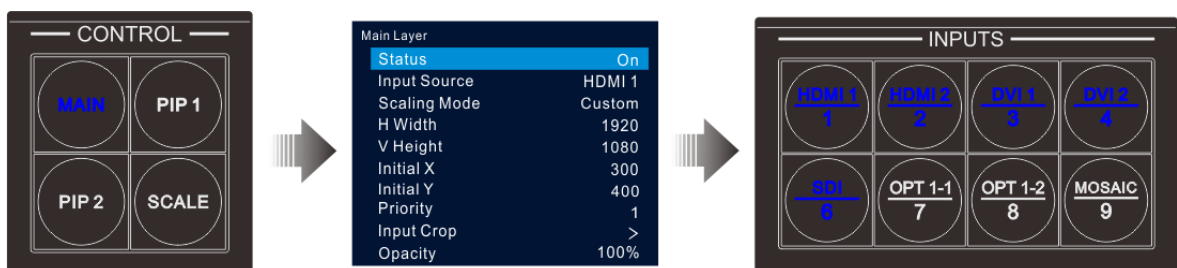 CONTROL
MAIN
PIP 1
PIP 2
SCALE
Main Layer
Status On
Input Source HDMI 1
Scaling Mode Custom
H Width 1920
V Height 1080
Initial X 300
Initial Y 400
Priority 1
Input Crop >
Opacity 100%
INPUTS
HDMI 1
1
HDMI 2
2
DVI 1
3
DVI 2
4
SDI
6
OPT 1-1
7
OPT 1-2
8
MOSAIC
9